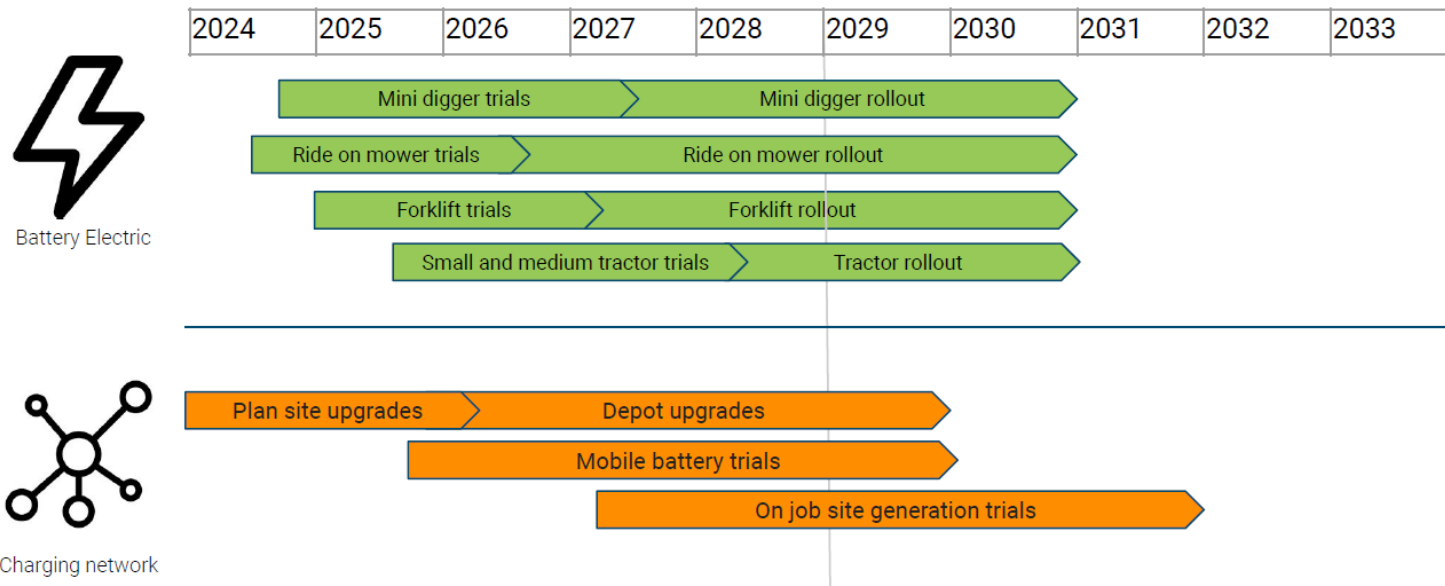 2024 2025 2026 2027 2028 2029 2030 2031 2032 2033
Mini digger trials Mini digger rollout
Ride on mower trials Ride on mower rollout
Forklift trials Forklift rollout
Battery Electric
Small and medium tractor trials Tractor rollout
Plan site upgrades Depot upgrades
Mobile battery trials
On job site generation trials
Charging network